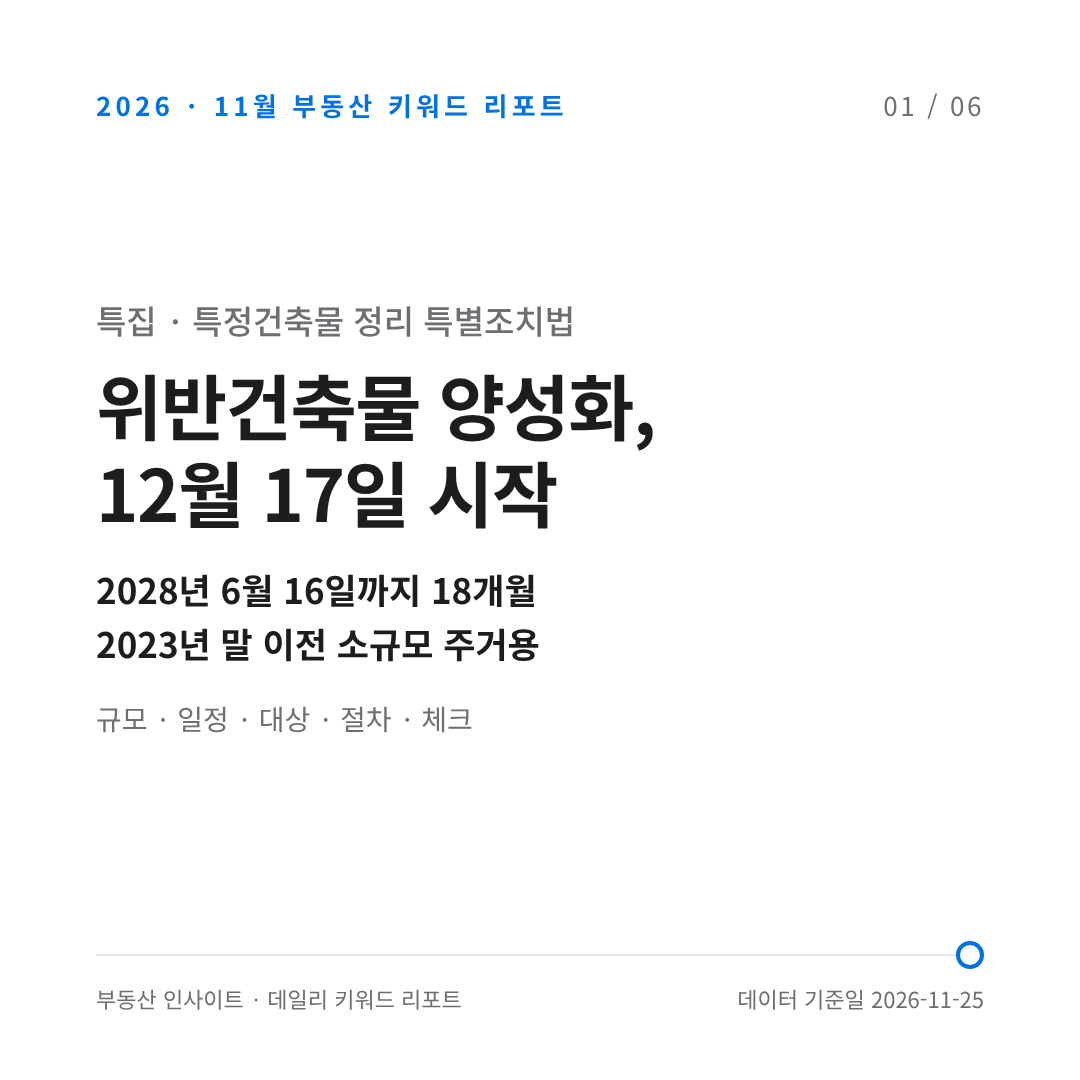 2026 · 11월 부동산 키워드 리포트
01 / 06
특집 · 특정건축물 정리 특별조치법
위반건축물 양성화,
12월 17일 시작
2028년 6월 16일까지 18개월
2023년 말 이전 소규모 주거용
규모 · 일정 · 대상 · 절차 · 체크
부동산 인사이트 · 데일리 키워드 리포트
데이터 기준일 2026-11-25